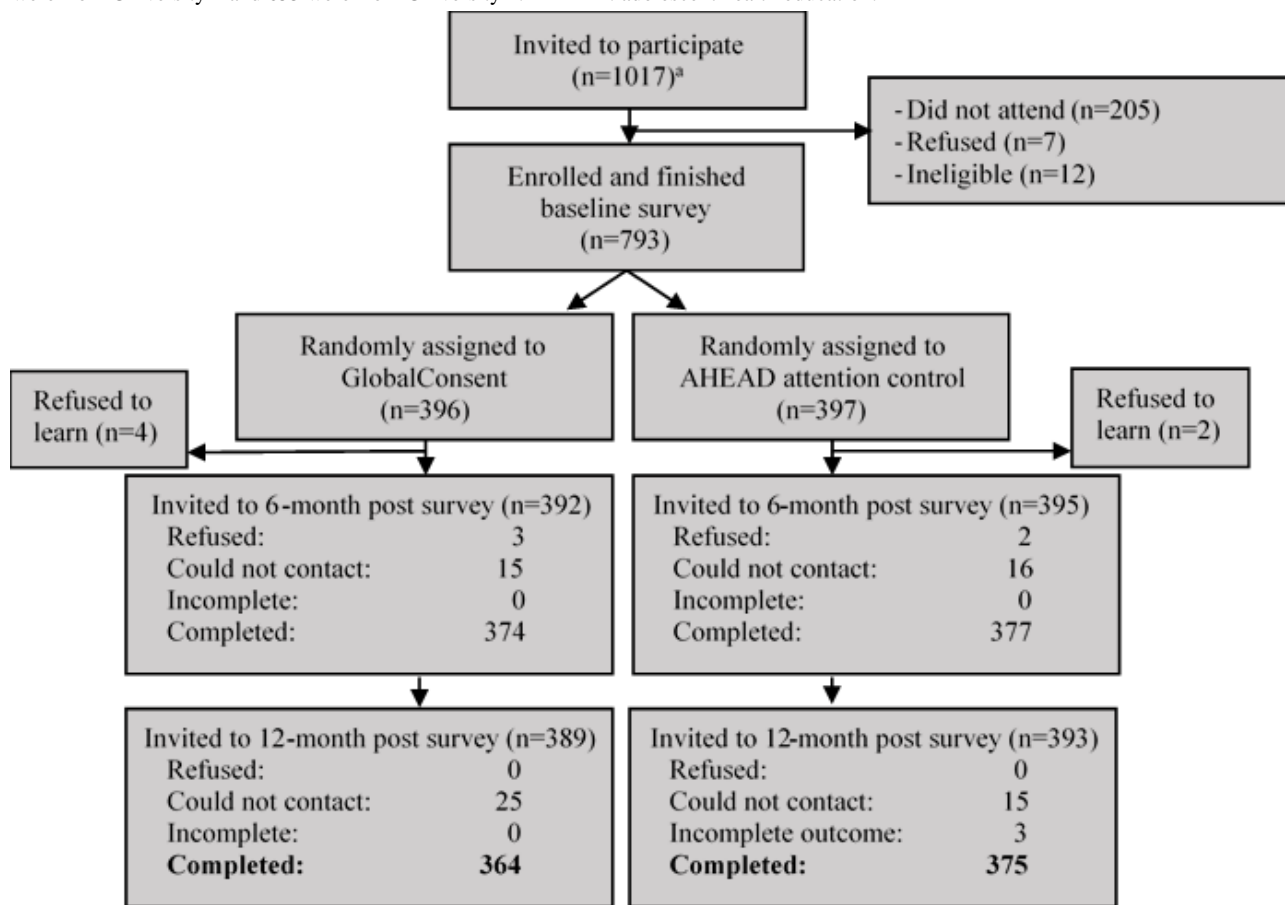 Invited to participate
(n=1017)ᵃ
-Did not attend (n=205)
-Refused (n=7)
-Ineligible (n=12)
Enrolled and finished
baseline survey
(n=793)
Randomly assigned to
GlobalConsent
(n=396)
Randomly assigned to
AHEAD attention control
(n=397)
Refused to
learn (n=4)
Refused to
learn (n=2)
Invited to 6-month post survey (n=392)
Refused: 3
Could not contact: 15
Incomplete: 0
Completed: 374
Invited to 6-month post survey (n=395)
Refused: 2
Could not contact: 16
Incomplete: 0
Completed: 377
Invited to 12-month post survey (n=389)
Refused: 0
Could not contact: 25
Incomplete: 0
Completed: 364
Invited to 12-month post survey (n=393)
Refused: 0
Could not contact: 15
Incomplete outcome: 3
Completed: 375